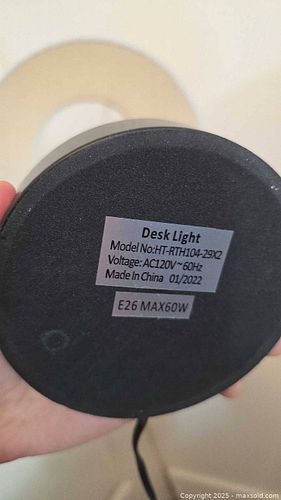 Desk Light
Model No:HT-RTH104-29X2
Voltage: AC120V~60Hz
Made In China 01/2022
E26 MAX60W
Copyright 2025 - maxsold.com